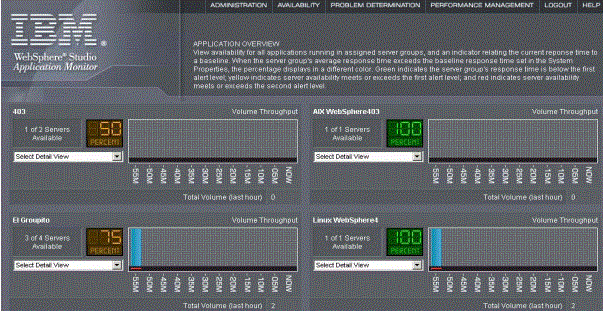 ADMINISTRATION AVAILABILITY PROBLEM DETERMINATION PERFORMANCE MANAGEMENT LOGOUT HELP
IBM®
WebSphere® Studio
Application Monitor
APPLICATION OVERVIEW
View availability for all applications running in assigned server groups, and an indicator relating the current reponse time to
a baseline. When the server group's average response time exceeds the baseline response time set in the System
Properties, the percentage displays in a different color. Green indicates the server group's response time is below the first
alert level; yellow indicates server availability meets or exceeds the first alert level; and red indicates server availability
meets or exceeds the second alert level.
403 Volume Throughput
1 of 2 Servers
Available
50
PERCENT
Select Detail View
-55M -50M -45M -40M -35M -30M -25M -20M -15M -10M -05M NOW
Total Volume (last hour) 0
AIX WebSphere403 Volume Throughput
1 of 1 Servers
Available
100
PERCENT
Select Detail View
-55M -50M -45M -40M -35M -30M -25M -20M -15M -10M -05M NOW
Total Volume (last hour) 0
El Groupito Volume Throughput
3 of 4 Servers
Available
75
PERCENT
Select Detail View
-55M -50M -45M -40M -35M -30M -25M -20M -15M -10M -05M NOW
Total Volume (last hour) 2
Linux WebSphere4 Volume Throughput
1 of 1 Servers
Available
100
PERCENT
Select Detail View
-55M -50M -45M -40M -35M -30M -25M -20M -15M -10M -05M NOW
Total Volume (last hour) 2